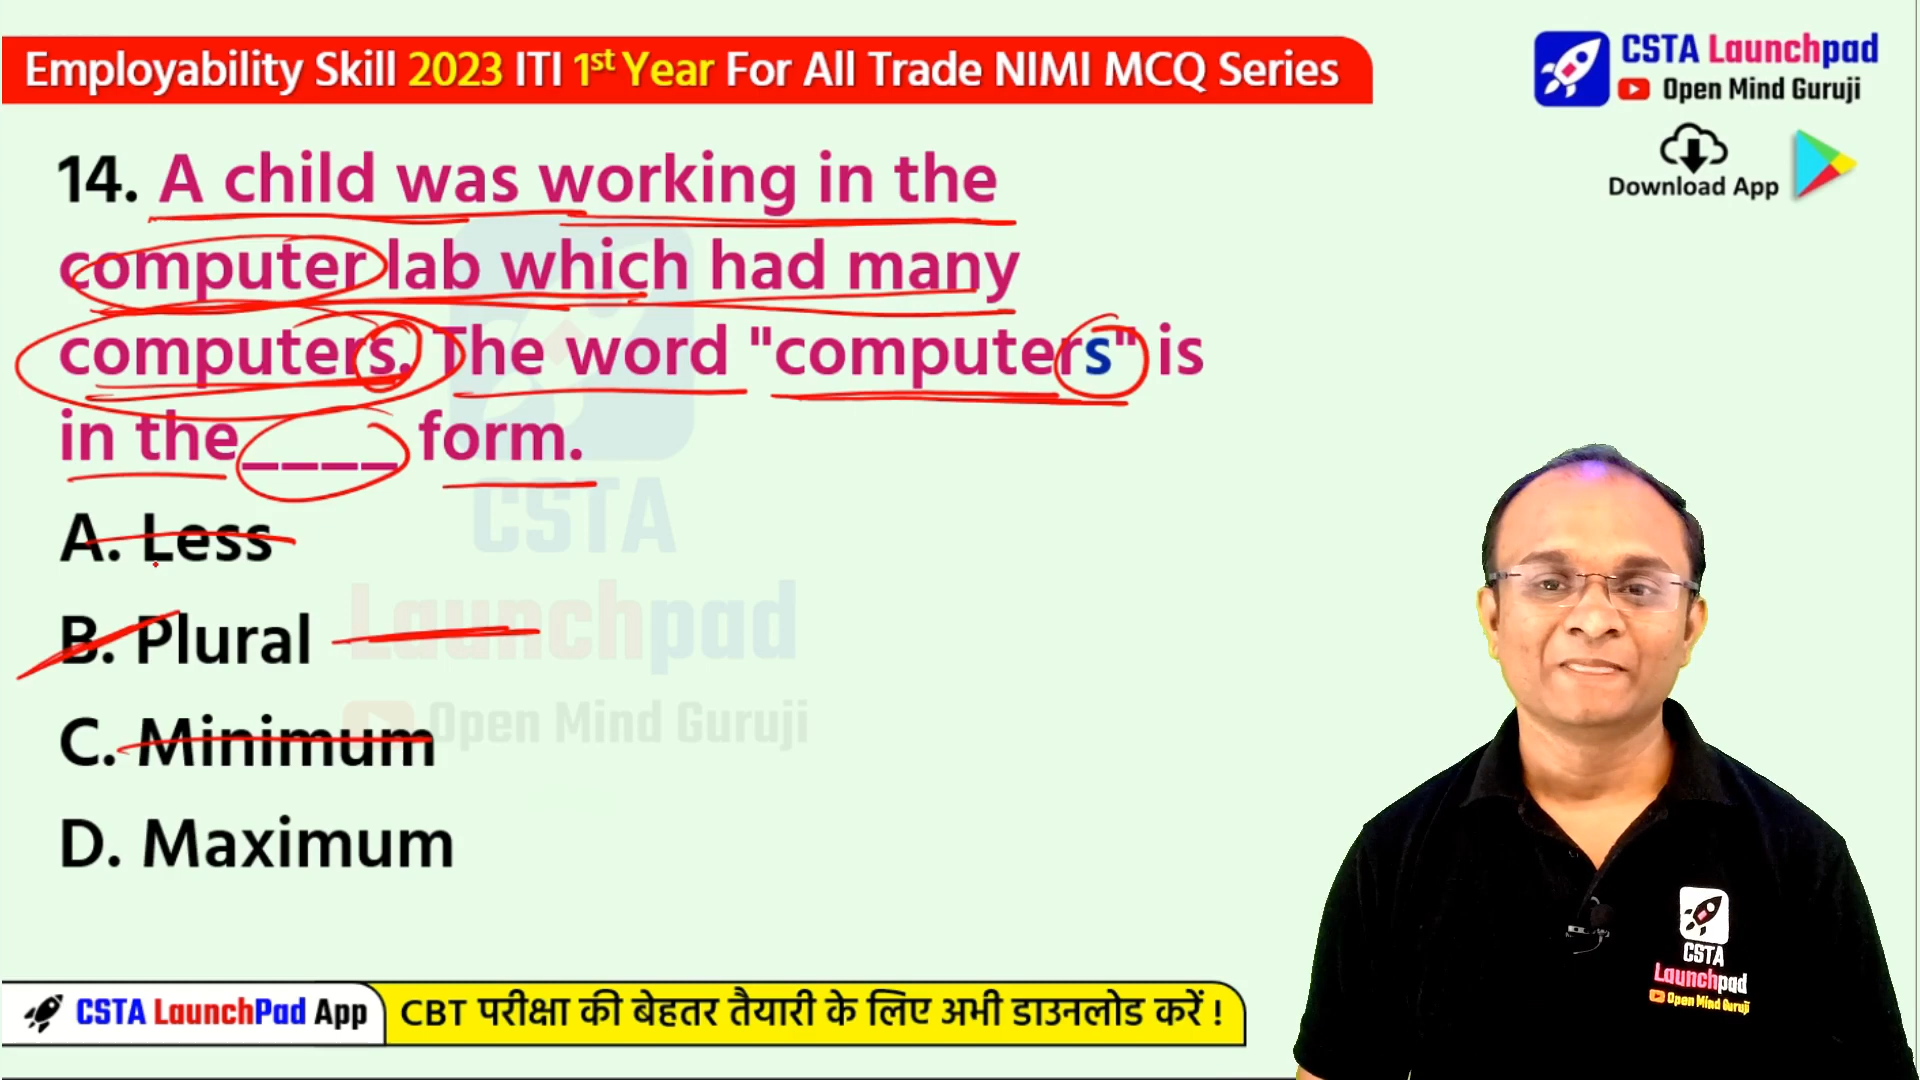 Employability Skill 2023 ITI 1st Year For All Trade NIMI MCQ Series
CSTA Launchpad
Open Mind Guruji
Download App
14. A child was working in the
computer lab which had many
computers. The word "computers" is
in the ____ form.
A. Less
B. Plural
C. Minimum
D. Maximum
CSTA
Launchpad
Open Mind Guruji
CSTA
Launchpad
Open Mind Guruji
CSTA LaunchPad App
CBT परीक्षा की बेहतर तैयारी के लिए अभी डाउनलोड करें !